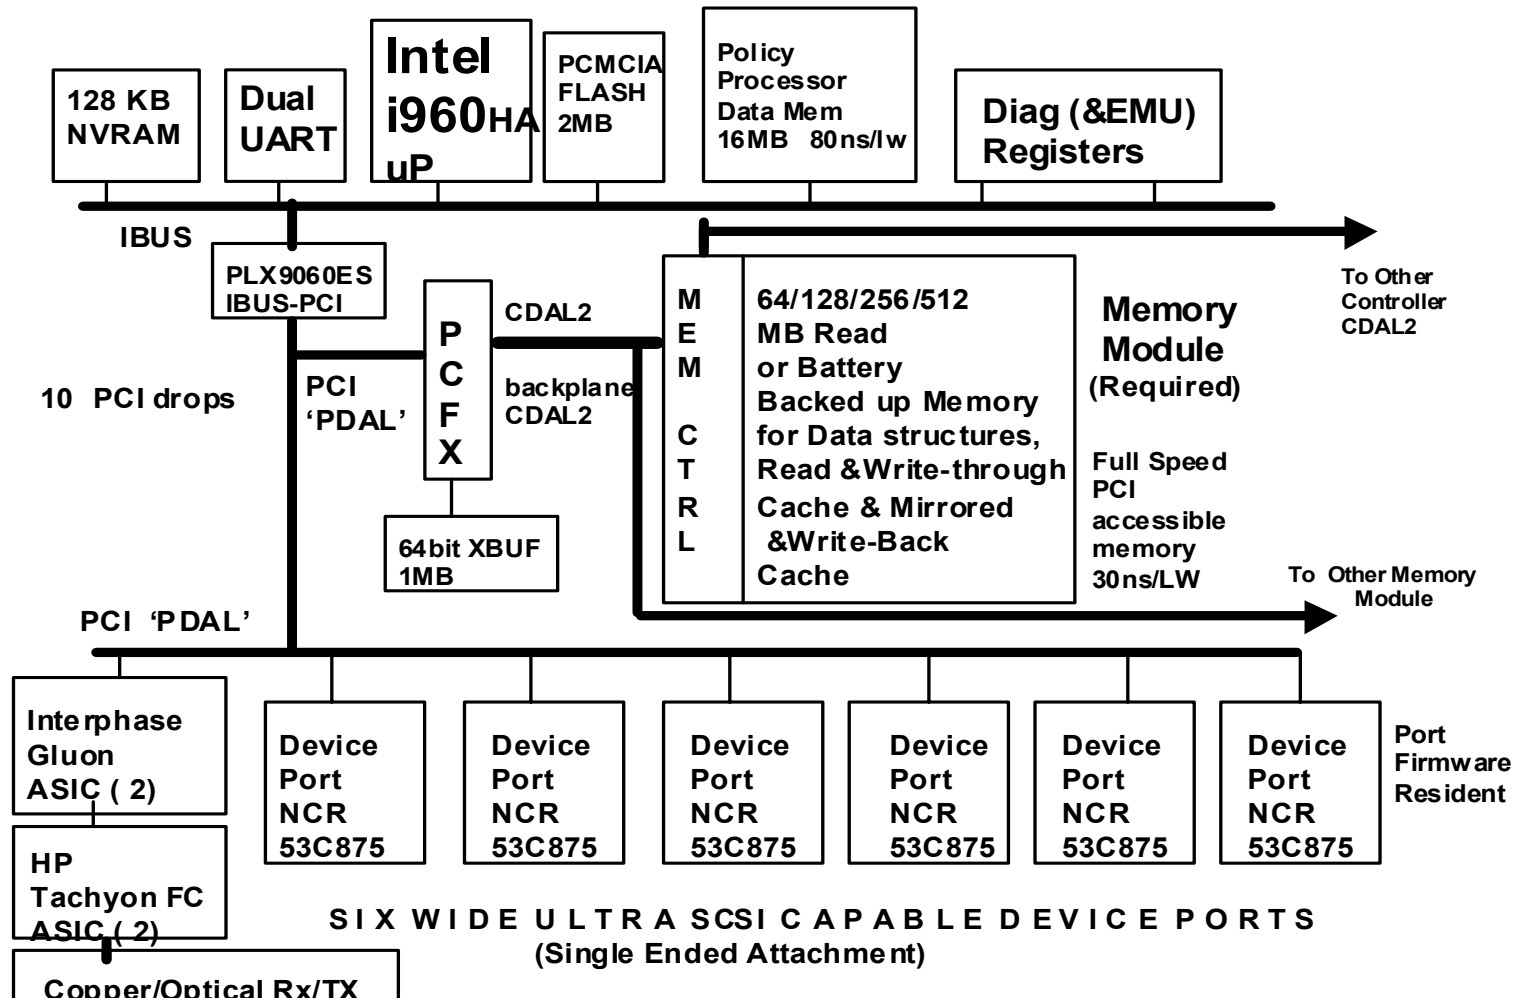 128 KB
NVRAM
Dual
UART
Intel
i960HA
uP
PCMCIA
FLASH
2MB
Policy
Processor
Data Mem
16MB 80ns/lw
Diag (&EMU)
Registers
IBUS
PLX9060ES
IBUS-PCI
10 PCI drops
PCI
‘PDAL’
P
C
F
X
CDAL2
backplane
CDAL2
64bit XBUF
1MB
M
E
M
C
T
R
L
64/128/256/512
MB Read
or Battery
Backed up Memory
for Data structures,
Read &Write-through
Cache & Mirrored
&Write-Back
Cache
Memory
Module
(Required)
Full Speed
PCI
accessible
memory
30ns/LW
To Other
Controller
CDAL2
To Other Memory
Module
PCI ‘PDAL’
Interphase
Gluon
ASIC ( 2)
HP
Tachyon FC
ASIC ( 2)
Copper/Optical Rx/TX
Device
Port
NCR
53C875
Device
Port
NCR
53C875
Device
Port
NCR
53C875
Device
Port
NCR
53C875
Device
Port
NCR
53C875
Device
Port
NCR
53C875
Port
Firmware
Resident
SIX WIDE ULTRA SCSI CAPABLE DEVICE PORTS
(Single Ended Attachment)